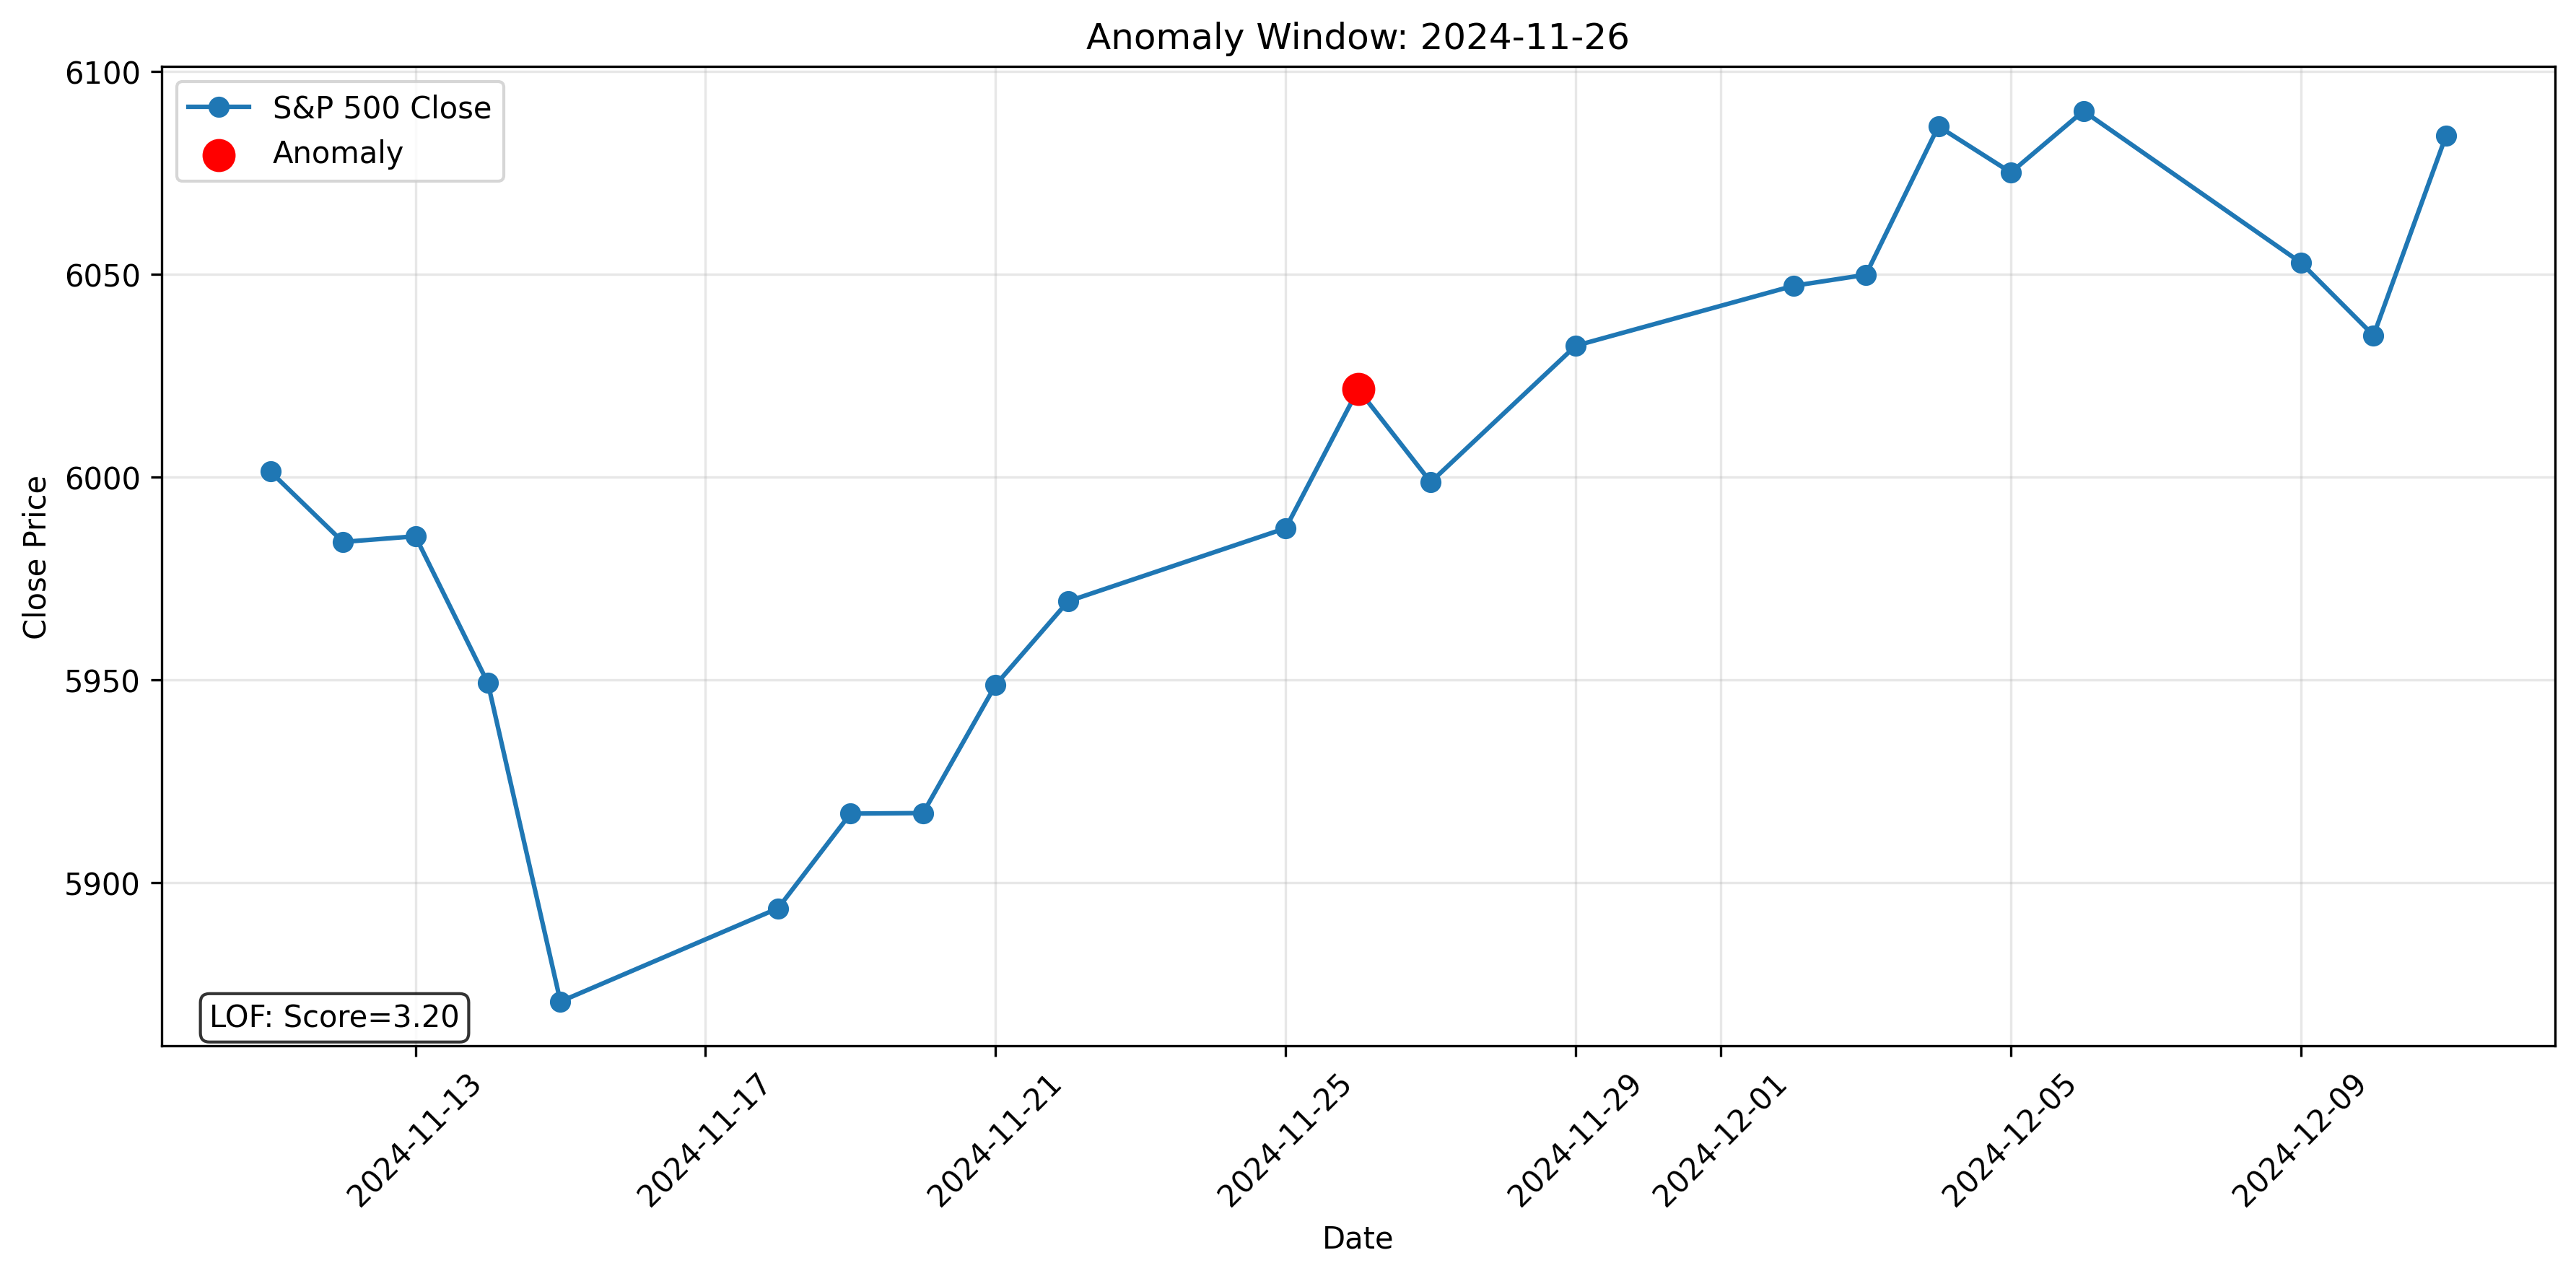 Anomaly Window: 2024-11-26
S&P 500 Close
Anomaly
Close Price
6100
6050
6000
5950
5900
LOF: Score=3.20
2024-11-13
2024-11-17
2024-11-21
2024-11-25
2024-11-29
2024-12-01
2024-12-05
2024-12-09
Date